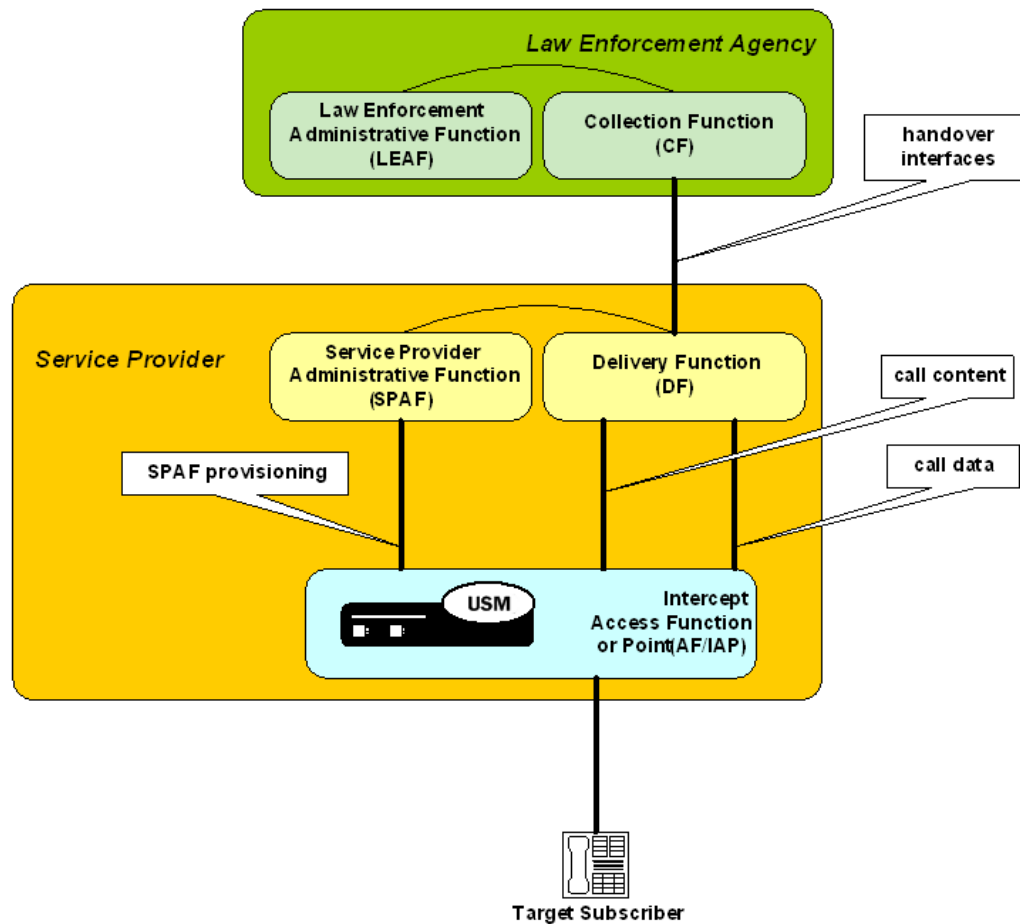 Law Enforcement Agency
Law Enforcement
Administrative Function
(LEAF)
Collection Function
(CF)
handover
interfaces
Service Provider
Service Provider
Administrative Function
(SPAF)
Delivery Function
(DF)
call content
SPAF provisioning
call data
USM
Intercept
Access Function
or Point(AF/IAP)
Target Subscriber